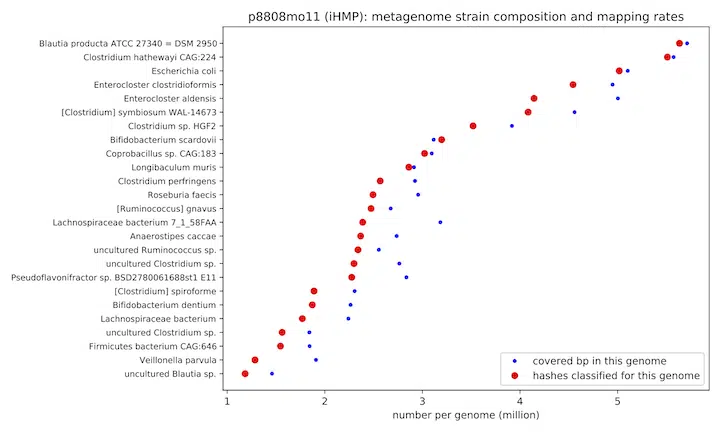 p8808mo11 (iHMP): metagenome strain composition and mapping rates
Blautia producta ATCC 27340 = DSM 2950
Clostridium hathewayi CAG:224
Escherichia coli
Enterocloster clostridioformis
Enterocloster aldensis
[Clostridium] symbiosum WAL-14673
Clostridium sp. HGF2
Bifidobacterium scardovii
Coprobacillus sp. CAG:183
Longibaculum muris
Clostridium perfringens
Roseburia faecis
[Ruminococcus] gnavus
Lachnospiraceae bacterium 7_1_58FAA
Anaerostipes caccae
uncultured Ruminococcus sp.
uncultured Clostridium sp.
Pseudoflavonifractor sp. BSD2780061688st1 E11
[Clostridium] spiroforme
Bifidobacterium dentium
Lachnospiraceae bacterium
uncultured Clostridium sp.
Firmicutes bacterium CAG:646
Veillonella parvula
uncultured Blautia sp.
covered bp in this genome
hashes classified for this genome
1 2 3 4 5
number per genome (million)